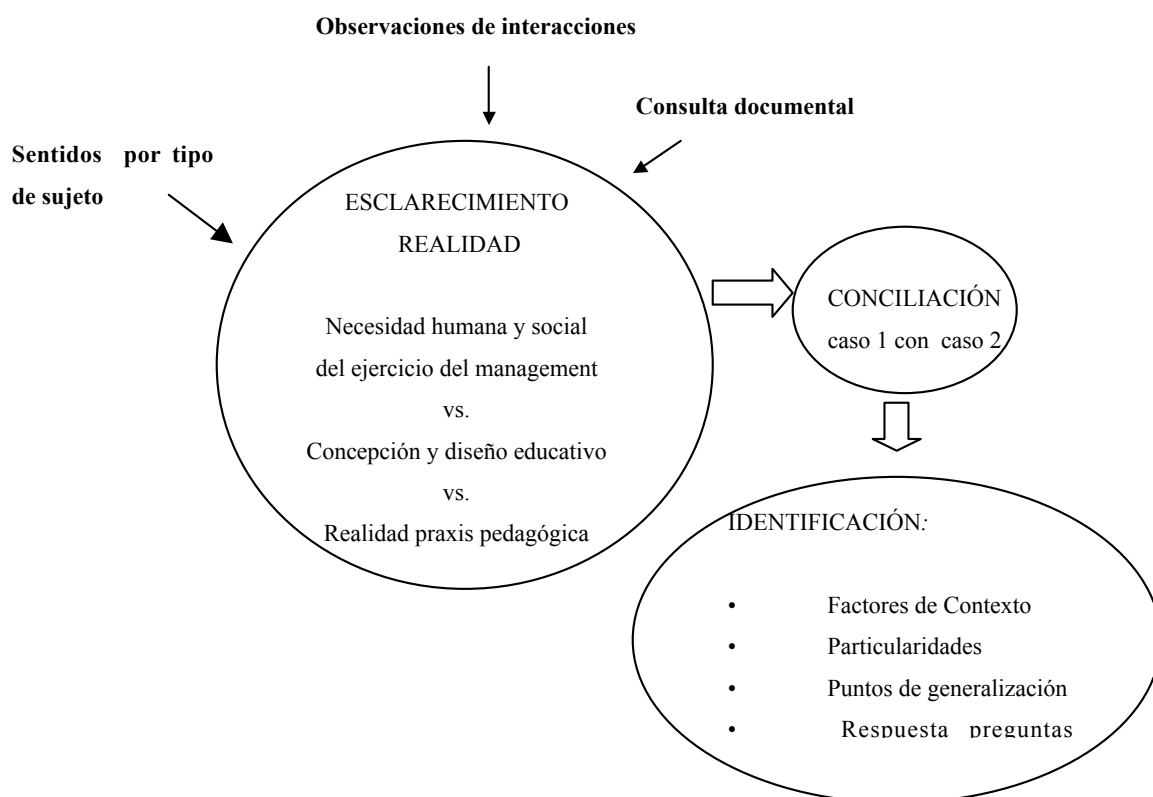 Observaciones de interacciones
Consulta documental
Sentidos por tipo
de sujeto
ESCLARECIMIENTO
REALIDAD
Necesidad humana y social
del ejercicio del management
vs.
Concepción y diseño educativo
vs.
Realidad praxis pedagógica
CONCILIACIÓN
caso 1 con caso 2
IDENTIFICACIÓN:
• Factores de Contexto
• Particularidades
• Puntos de generalización
• Respuesta preguntas